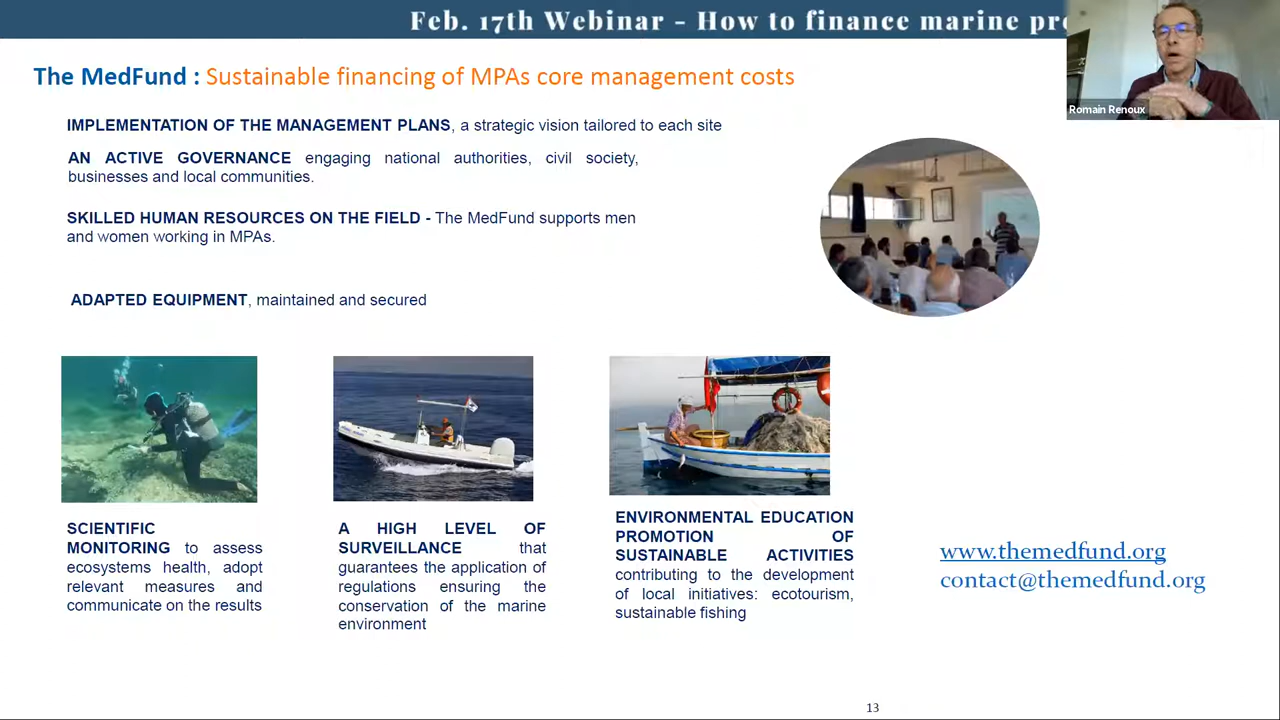 Feb. 17th Webinar - How to finance marine pr
Romain Renoux
The MedFund : Sustainable financing of MPAs core management costs
IMPLEMENTATION OF THE MANAGEMENT PLANS, a strategic vision tailored to each site
AN ACTIVE GOVERNANCE engaging national authorities, civil society,
businesses and local communities.
SKILLED HUMAN RESOURCES ON THE FIELD - The MedFund supports men
and women working in MPAs.
ADAPTED EQUIPMENT, maintained and secured
SCIENTIFIC
MONITORING to assess
ecosystems health, adopt
relevant measures and
communicate on the results
A HIGH LEVEL OF
SURVEILLANCE that
guarantees the application of
regulations ensuring the
conservation of the marine
environment
ENVIRONMENTAL EDUCATION
PROMOTION OF
SUSTAINABLE ACTIVITIES
contributing to the development
of local initiatives: ecotourism,
sustainable fishing
www.themedfund.org
contact@themedfund.org
13